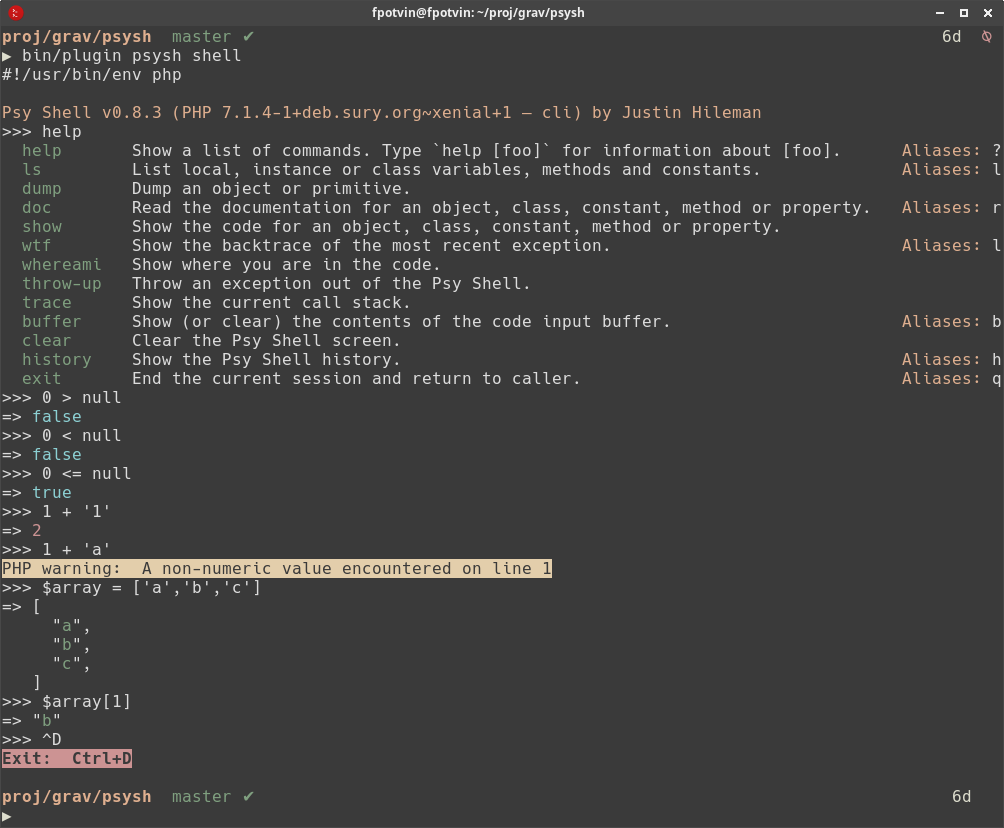 fpotvin@fpotvin: ~/proj/grav/psysh
proj/grav/psysh  master ✔ 6d
▶ bin/plugin psysh shell
#!/usr/bin/env php
Psy Shell v0.8.3 (PHP 7.1.4-1+deb.sury.org~xenial+1 — cli) by Justin Hileman
>>> help
  help       Show a list of commands. Type `help [foo]` for information about [foo].      Aliases: ?
  ls         List local, instance or class variables, methods and constants.              Aliases: l
  dump       Dump an object or primitive.
  doc        Read the documentation for an object, class, constant, method or property.   Aliases: r
  show       Show the code for an object, class, constant, method or property.
  wtf        Show the backtrace of the most recent exception.                             Aliases: l
  whereami   Show where you are in the code.
  throw-up   Throw an exception out of the Psy Shell.
  trace      Show the current call stack.
  buffer     Show (or clear) the contents of the code input buffer.                       Aliases: b
  clear      Clear the Psy Shell screen.
  history    Show the Psy Shell history.                                                  Aliases: h
  exit       End the current session and return to caller.                                Aliases: q
>>> 0 > null
=> false
>>> 0 < null
=> false
>>> 0 <= null
=> true
>>> 1 + '1'
=> 2
>>> 1 + 'a'
PHP warning:  A non-numeric value encountered on line 1
>>> $array = ['a','b','c']
=> [
     "a",
     "b",
     "c",
   ]
>>> $array[1]
=> "b"
>>> ^D
Exit:  Ctrl+D
proj/grav/psysh  master ✔ 6d
▶